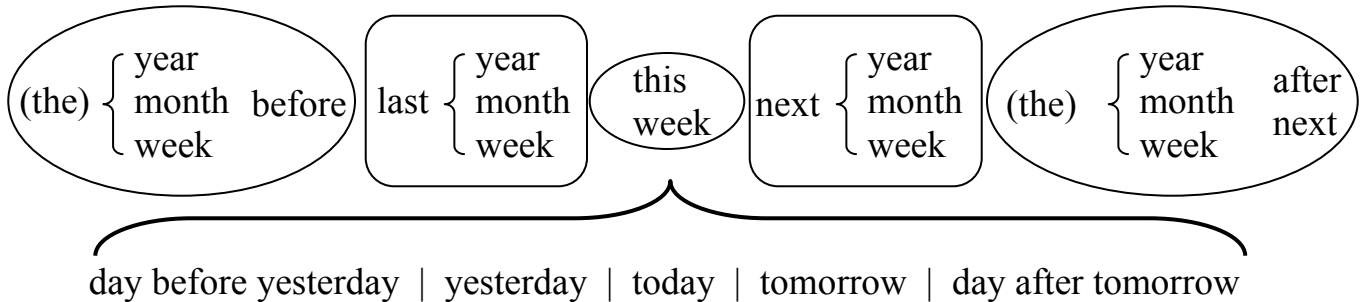 (the) { year month week before
last { year month week
this week
next { year month week
(the) { year month week after next
day before yesterday | yesterday | today | tomorrow | day after tomorrow